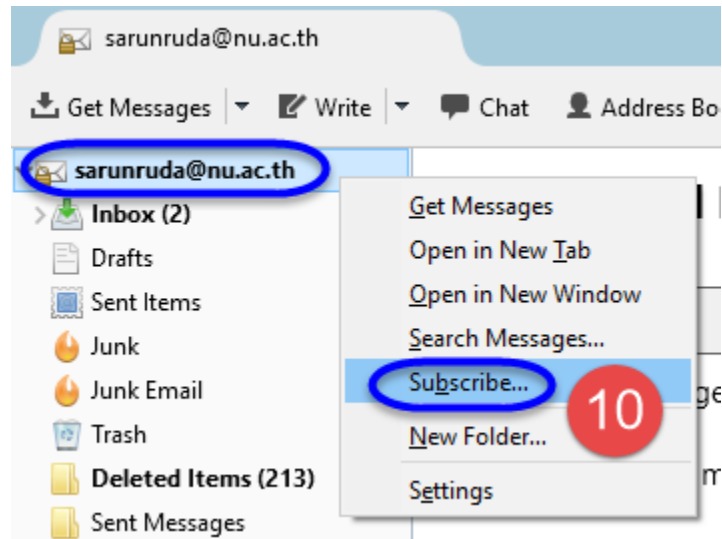 sarunruda@nu.ac.th
Get Messages Write Chat Address Bo
sarunruda@nu.ac.th
Inbox (2)
Drafts
Sent Items
Junk
Junk Email
Trash
Deleted Items (213)
Sent Messages
Get Messages
Open in New Tab
Open in New Window
Search Messages...
Subscribe...
10
New Folder...
Settings